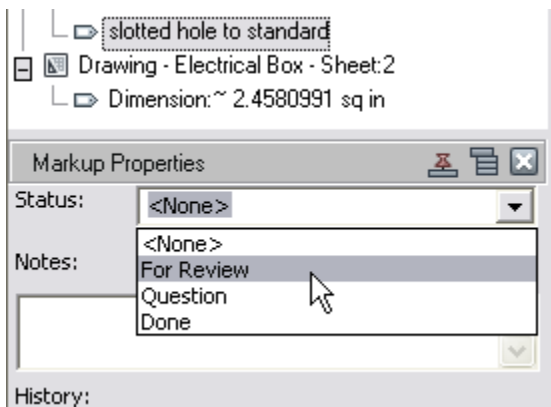 slotted hole to standard
Drawing - Electrical Box - Sheet:2
Dimension:~ 2.4580991 sq in
Markup Properties
Status:
<None>
<None>
Notes:
For Review
Question
Done
History: